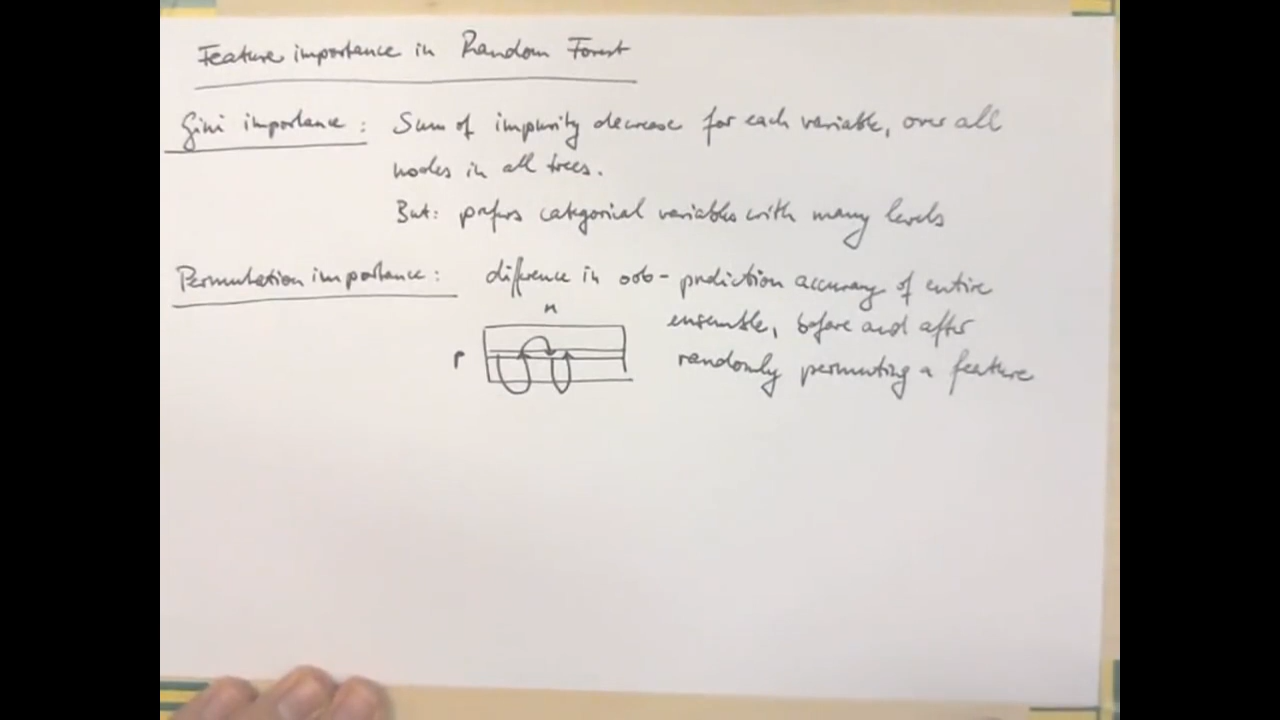 Feature importance in Random Forest
Gini importance: Sum of impurity decrease for each variable, over all
nodes in all trees.
But: prefers categorical variables with many levels
Permutation importance: difference in oob-prediction accuracy of entire
ensemble, before and after
randomly permuting a feature
n
p